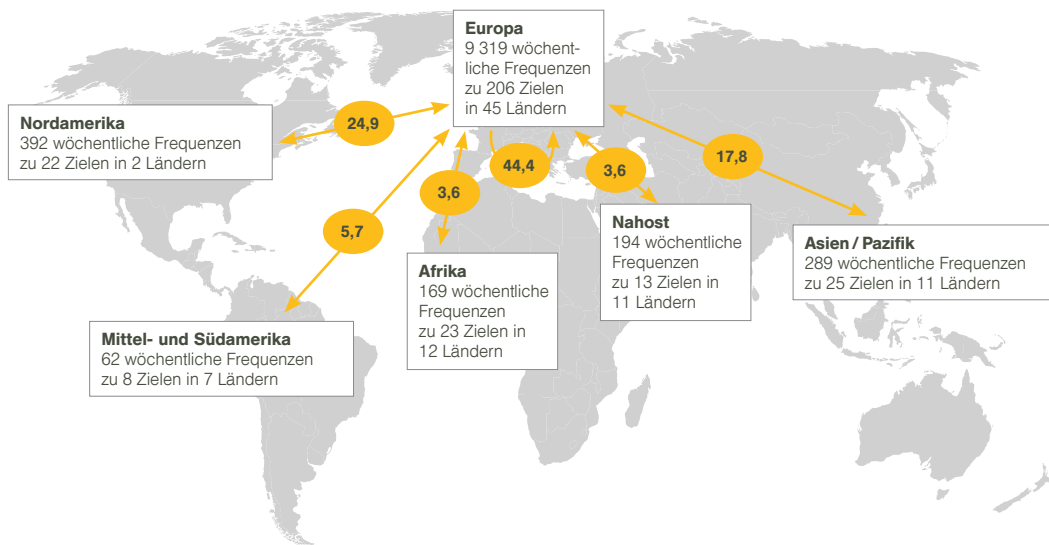 Europa
9 319 wöchent-
liche Frequenzen
zu 206 Zielen
in 45 Ländern
Nordamerika
392 wöchentliche Frequenzen
zu 22 Zielen in 2 Ländern
24,9
17,8
44,4
3,6
3,6
5,7
Nahost
194 wöchentliche
Frequenzen
zu 13 Zielen in
11 Ländern
Asien / Pazifik
289 wöchentliche Frequenzen
zu 25 Zielen in 11 Ländern
Afrika
169 wöchentliche
Frequenzen
zu 23 Zielen in
12 Ländern
Mittel- und Südamerika
62 wöchentliche Frequenzen
zu 8 Zielen in 7 Ländern